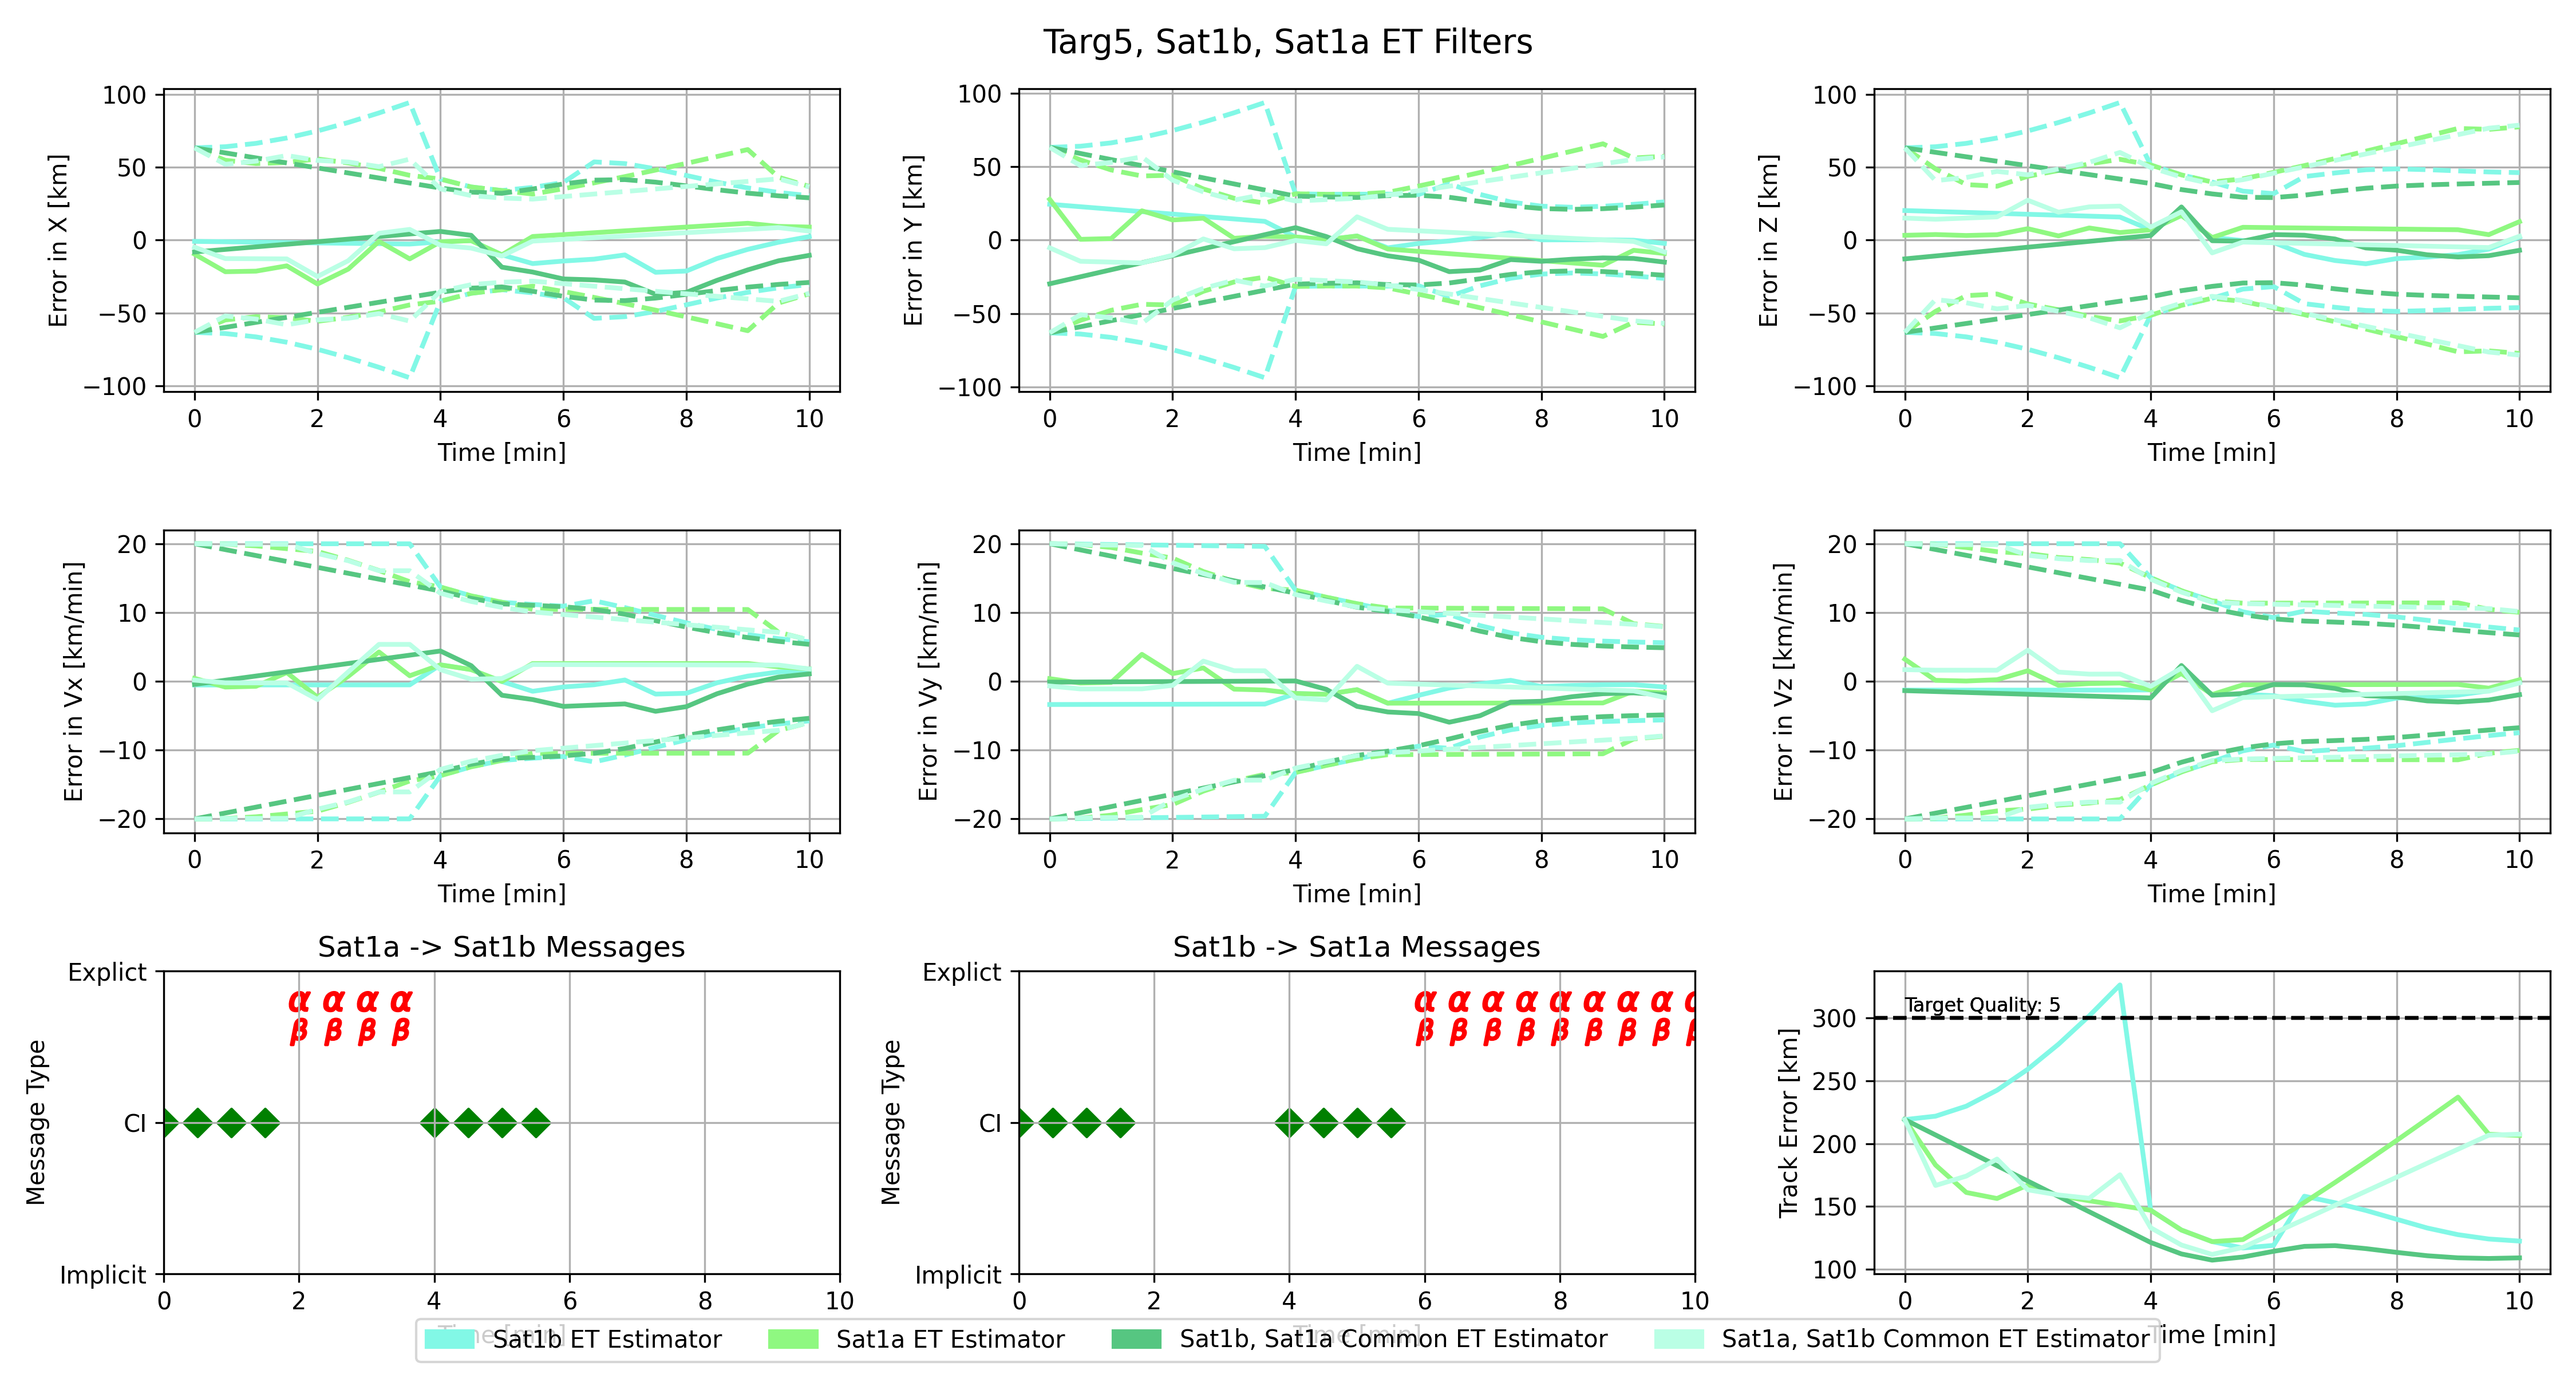 Targ5, Sat1b, Sat1a ET Filters
100
50
0
−50
−100
Error in X [km]
0 2 4 6 8 10
Time [min]
100
50
0
−50
−100
Error in Y [km]
0 2 4 6 8 10
Time [min]
100
50
0
−50
−100
Error in Z [km]
0 2 4 6 8 10
Time [min]
20
10
0
−10
−20
Error in Vx [km/min]
0 2 4 6 8 10
Time [min]
20
10
0
−10
−20
Error in Vy [km/min]
0 2 4 6 8 10
Time [min]
20
10
0
−10
−20
Error in Vz [km/min]
0 2 4 6 8 10
Time [min]
Sat1a -> Sat1b Messages
Explict
CI
Implicit
Message Type
α α α α
β β β β
0 2 4 6 8 10
Time [min]
Sat1b -> Sat1a Messages
Explict
CI
Implicit
Message Type
α α α α α α α α α
β β β β β β β β β
0 2 4 6 8 10
Time [min]
Target Quality: 5
300
250
200
150
100
Track Error [km]
0 2 4 6 8 10
Time [min]
Sat1b ET Estimator Sat1a ET Estimator Sat1b, Sat1a Common ET Estimator Sat1a, Sat1b Common ET Estimator